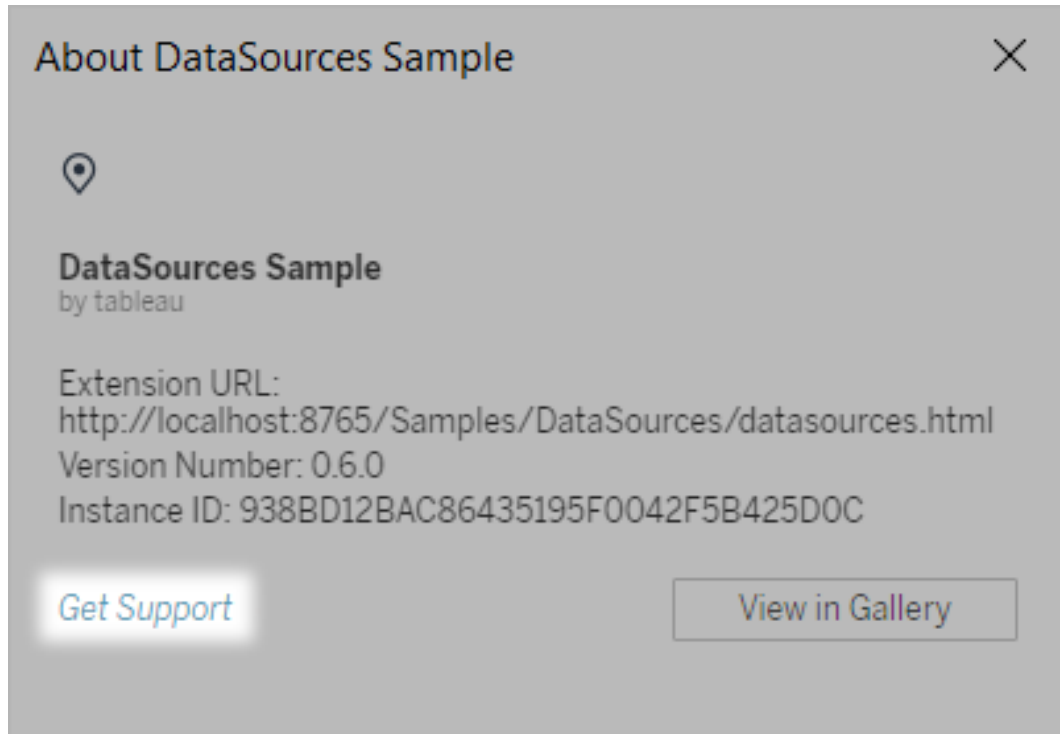 About DataSources Sample
DataSources Sample
by tableau
Extension URL:
http://localhost:8765/Samples/DataSources/datasources.html
Version Number: 0.6.0
Instance ID: 938BD12BAC86435195F0042F5B425D0C
Get Support
View in Gallery